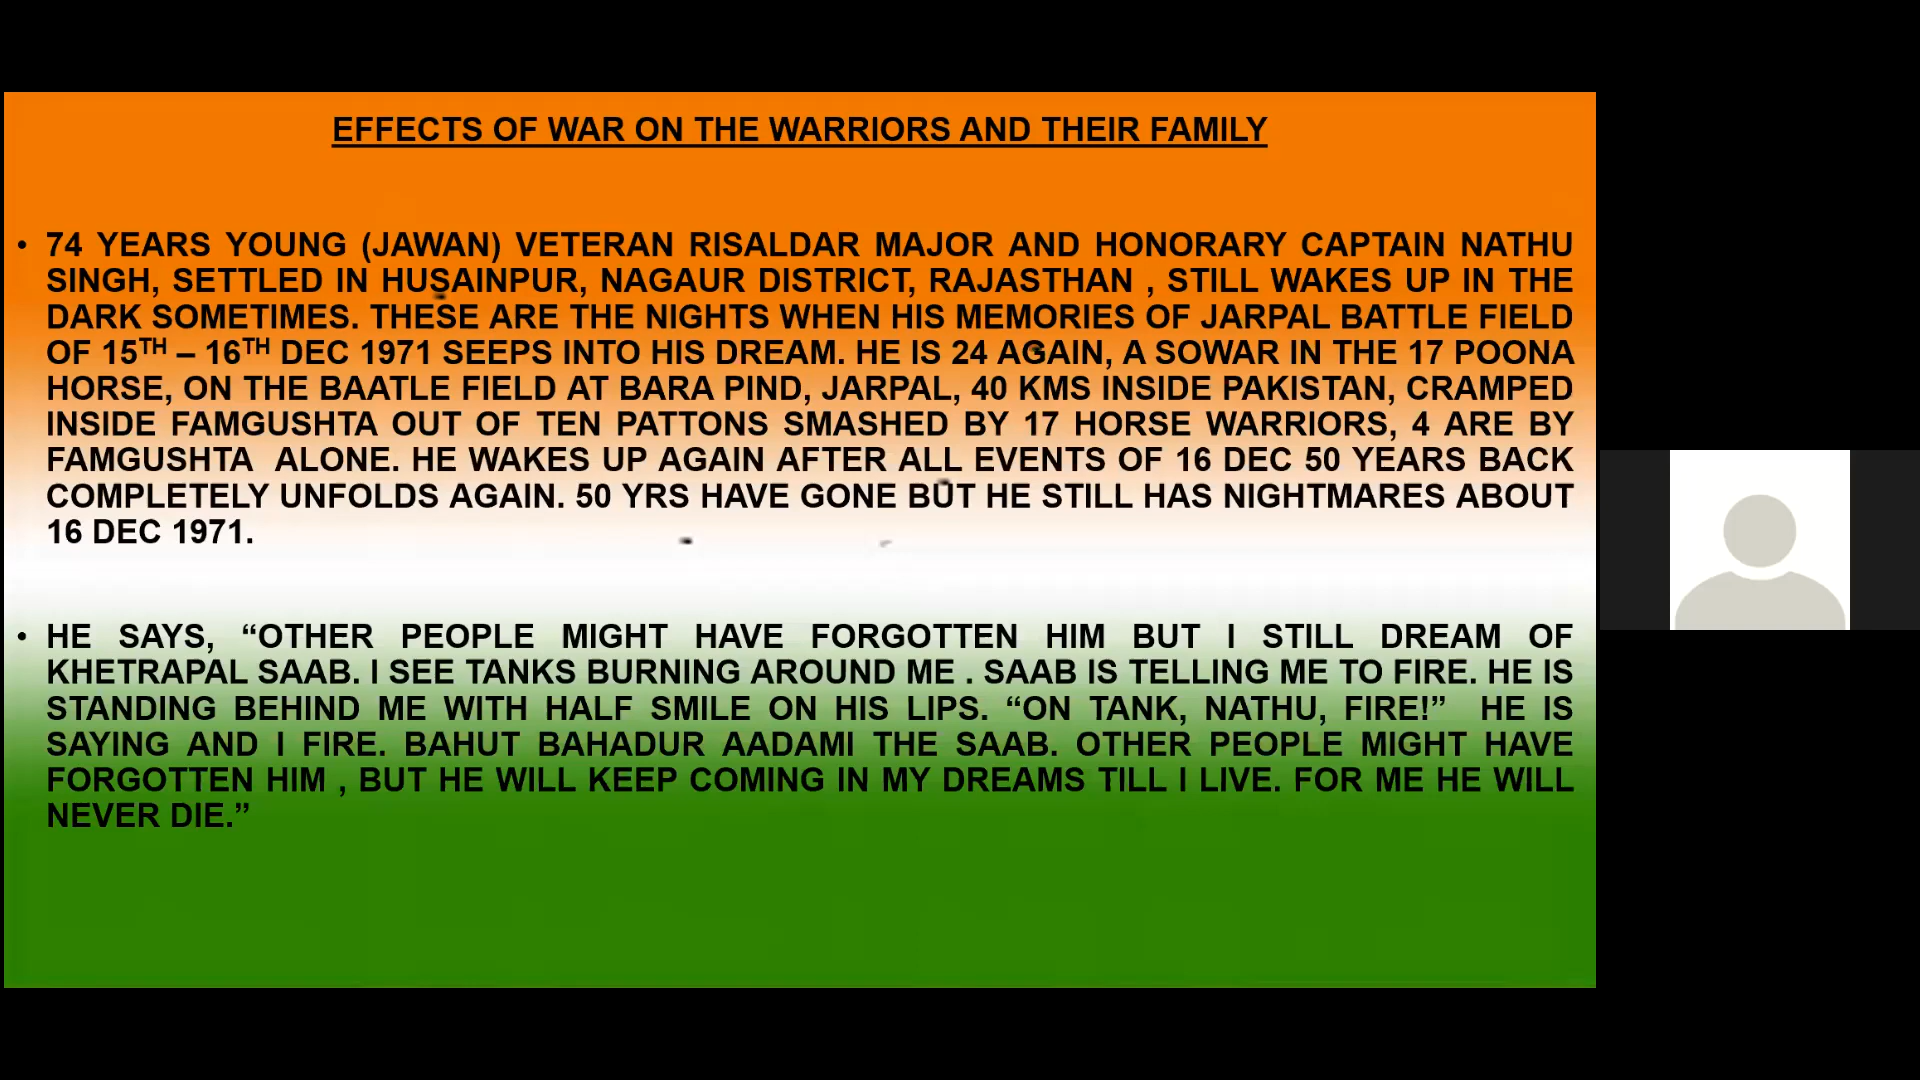 EFFECTS OF WAR ON THE WARRIORS AND THEIR FAMILY
• 74 YEARS YOUNG (JAWAN) VETERAN RISALDAR MAJOR AND HONORARY CAPTAIN NATHU
SINGH, SETTLED IN HUSAINPUR, NAGAUR DISTRICT, RAJASTHAN , STILL WAKES UP IN THE
DARK SOMETIMES. THESE ARE THE NIGHTS WHEN HIS MEMORIES OF JARPAL BATTLE FIELD
OF 15TH – 16TH DEC 1971 SEEPS INTO HIS DREAM. HE IS 24 AGAIN, A SOWAR IN THE 17 POONA
HORSE, ON THE BAATLE FIELD AT BARA PIND, JARPAL, 40 KMS INSIDE PAKISTAN, CRAMPED
INSIDE FAMGUSHTA OUT OF TEN PATTONS SMASHED BY 17 HORSE WARRIORS, 4 ARE BY
FAMGUSHTA ALONE. HE WAKES UP AGAIN AFTER ALL EVENTS OF 16 DEC 50 YEARS BACK
COMPLETELY UNFOLDS AGAIN. 50 YRS HAVE GONE BUT HE STILL HAS NIGHTMARES ABOUT
16 DEC 1971.
• HE SAYS, “OTHER PEOPLE MIGHT HAVE FORGOTTEN HIM BUT I STILL DREAM OF
KHETRAPAL SAAB. I SEE TANKS BURNING AROUND ME . SAAB IS TELLING ME TO FIRE. HE IS
STANDING BEHIND ME WITH HALF SMILE ON HIS LIPS. “ON TANK, NATHU, FIRE!” HE IS
SAYING AND I FIRE. BAHUT BAHADUR AADAMI THE SAAB. OTHER PEOPLE MIGHT HAVE
FORGOTTEN HIM , BUT HE WILL KEEP COMING IN MY DREAMS TILL I LIVE. FOR ME HE WILL
NEVER DIE.”